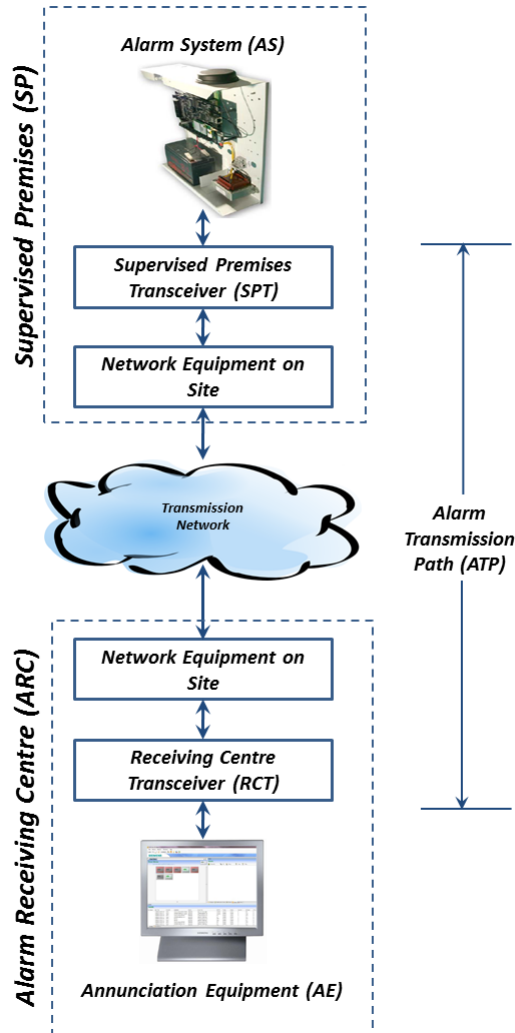 Supervised Premises (SP)
Alarm System (AS)
Supervised Premises
Transceiver (SPT)
Network Equipment on
Site
Transmission
Network
Alarm
Transmission
Path (ATP)
Alarm Receiving Centre (ARC)
Network Equipment on
Site
Receiving Centre
Transceiver (RCT)
Annunciation Equipment (AE)